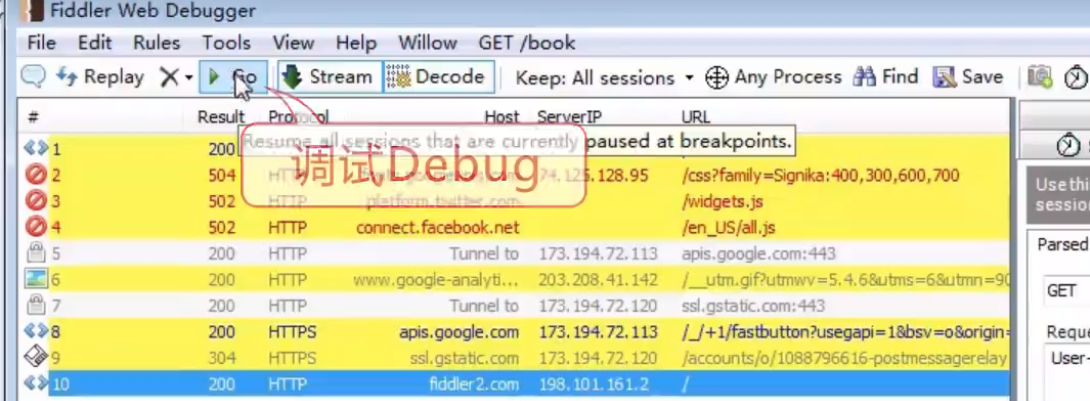 Fiddler Web Debugger
File Edit Rules Tools View Help Willow GET /book
Replay Go Stream Decode Keep: All sessions Any Process Find Save
# Result Protocol Host ServerIP URL
Resume all sessions that are currently paused at breakpoints.
调试Debug
1 200
2 504 74.125.128.95 /css?family=Signika:400,300,600,700
3 502 HTTP platform.twitter.com /widgets.js
4 502 HTTP connect.facebook.net /en_US/all.js
5 200 HTTP Tunnel to 173.194.72.113 apis.google.com:443
6 200 HTTP www.google-analyti... 203.208.41.142 /__utm.gif?utmwv=5.4.6&utms=6&utmn=90
7 200 HTTP Tunnel to 173.194.72.120 ssl.gstatic.com:443
8 200 HTTPS apis.google.com 173.194.72.113 /_/+1/fastbutton?usegapi=1&bsv=o&origin=
9 304 HTTPS ssl.gstatic.com 173.194.72.120 /accounts/o/1088796616-postmessagerelay
10 200 HTTP fiddler2.com 198.101.161.2 /
Use thi
session
Parsed
GET
Reque
User-